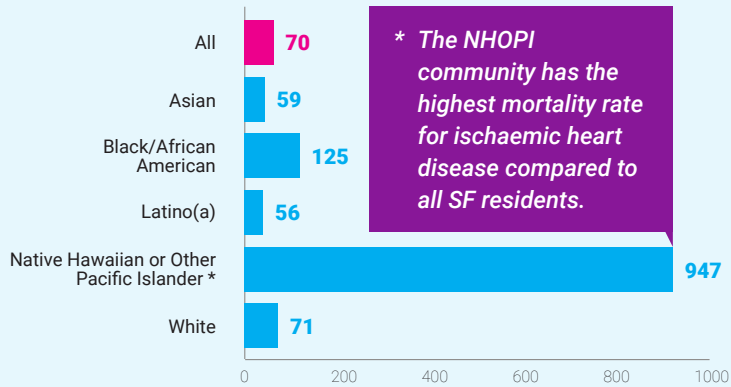 All
70
* The NHOPI
community has the
highest mortality rate
for ischaemic heart
disease compared to
all SF residents.
Asian
59
Black/African
American
125
Latino(a)
56
Native Hawaiian or Other
Pacific Islander *
947
White
71
0 200 400 600 800 1000